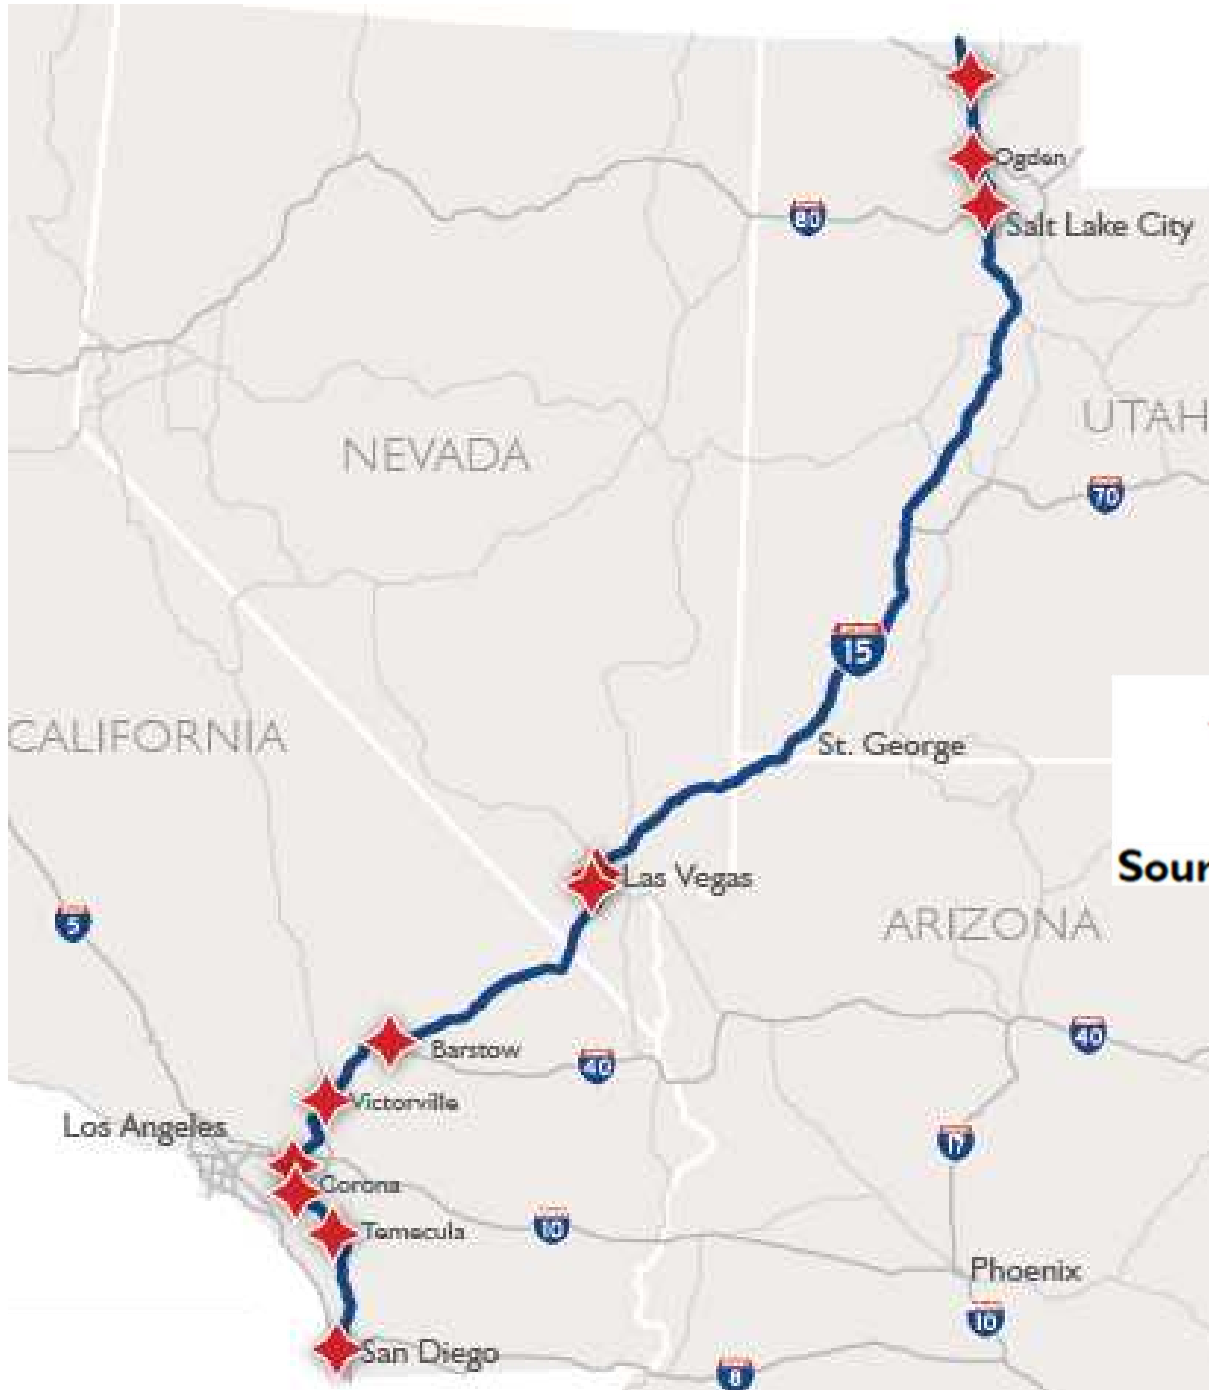 Ogden
80
Salt Lake City
UTAH
NEVADA
70
15
CALIFORNIA
St. George
Sour
Las Vegas
5
ARIZONA
40
Barstow
40
Victorville
Los Angeles
17
Corona
10
Temecula
Phoenix
10
San Diego
8